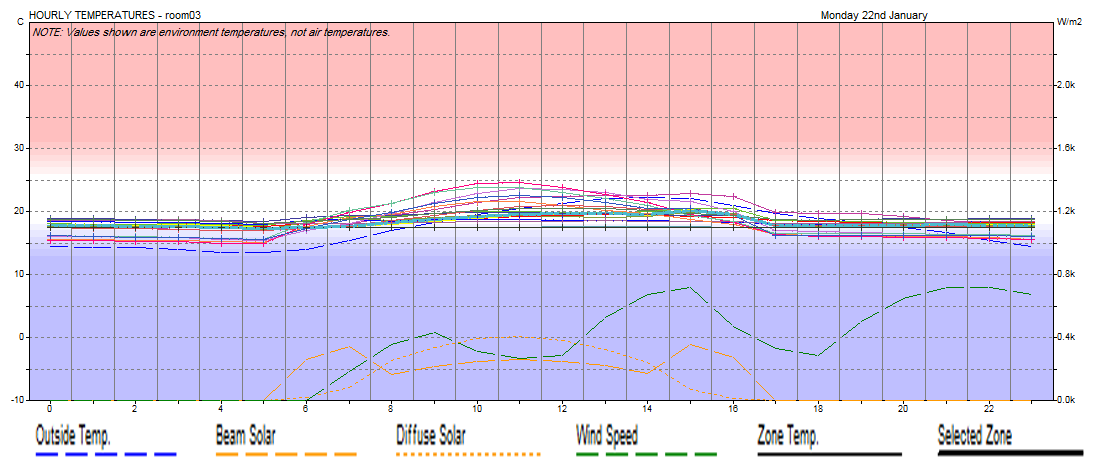 HOURLY TEMPERATURES - room03 Monday 22nd January
C W/m2
NOTE: Values shown are environment temperatures, not air temperatures.
40 2.0k
30 1.6k
20 1.2k
10 0.8k
0 0.4k
-10 0.0k
0 2 4 6 8 10 12 14 16 18 20 22
Outside Temp. Beam Solar Diffuse Solar Wind Speed Zone Temp. Selected Zone